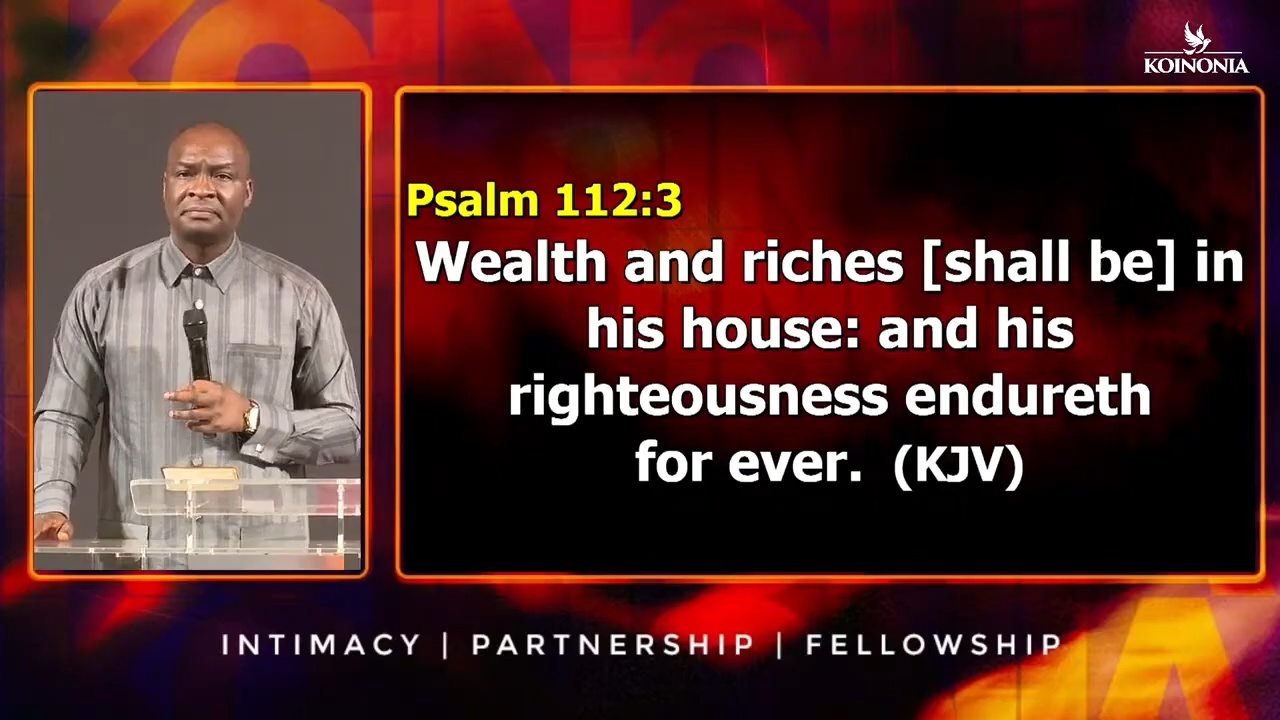 KOINONIA
Psalm 112:3
Wealth and riches [shall be] in
his house: and his
righteousness endureth
for ever. (KJV)
INTIMACY | PARTNERSHIP | FELLOWSHIP